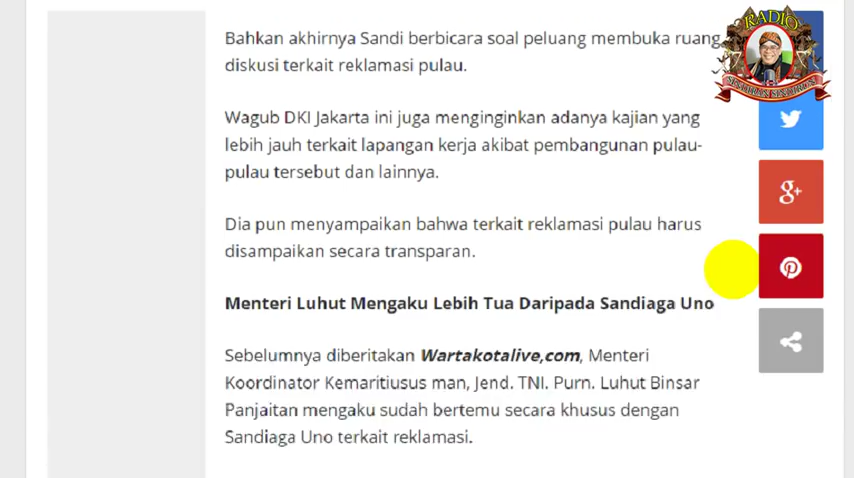 Bahkan akhirnya Sandi berbicara soal peluang membuka ruang
diskusi terkait reklamasi pulau.
Wagub DKI Jakarta ini juga menginginkan adanya kajian yang
lebih jauh terkait lapangan kerja akibat pembangunan pulau-
pulau tersebut dan lainnya.
Dia pun menyampaikan bahwa terkait reklamasi pulau harus
disampaikan secara transparan.
Menteri Luhut Mengaku Lebih Tua Daripada Sandiaga Uno
Sebelumnya diberitakan Wartakotalive,com, Menteri
Koordinator Kemaritiusus man, Jend. TNI. Purn. Luhut Binsar
Panjaitan mengaku sudah bertemu secara khusus dengan
Sandiaga Uno terkait reklamasi.
RADIO
g+